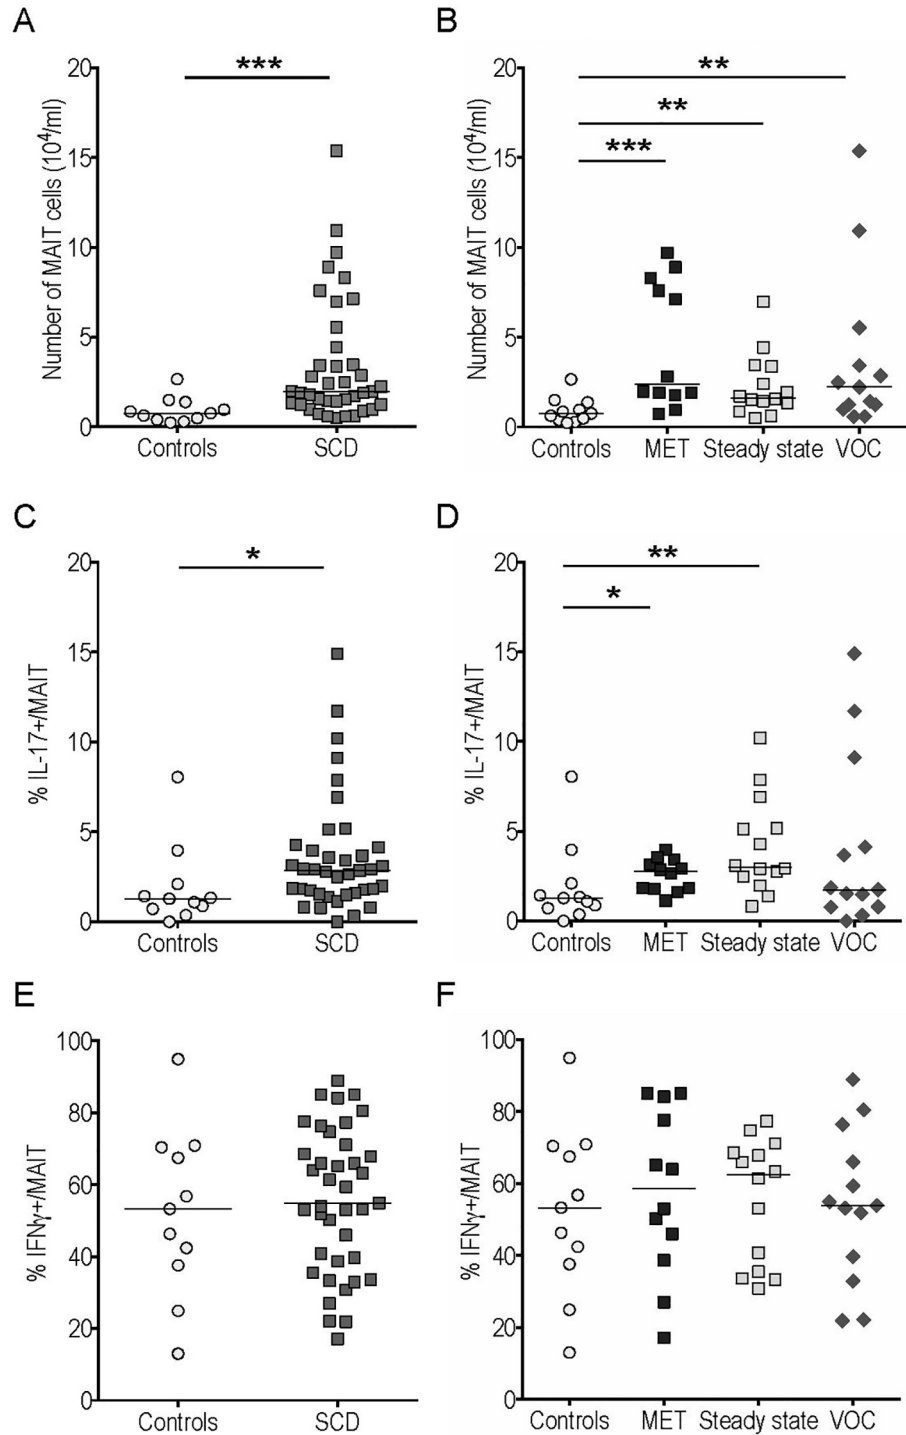 A
B
Number of MAIT cells (10⁴/ml)
20
15
10
5
0
***
Controls
SCD
Number of MAIT cells (10⁴/ml)
20
15
10
5
0
**
**
***
Controls
MET
Steady state
VOC
C
D
% IL-17+/MAIT
20
15
10
5
0
*
Controls
SCD
% IL-17+/MAIT
20
15
10
5
0
**
*
Controls
MET
Steady state
VOC
E
F
% IFNγ+/MAIT
100
80
60
40
20
0
Controls
SCD
% IFNγ+/MAIT
100
80
60
40
20
0
Controls
MET
Steady state
VOC